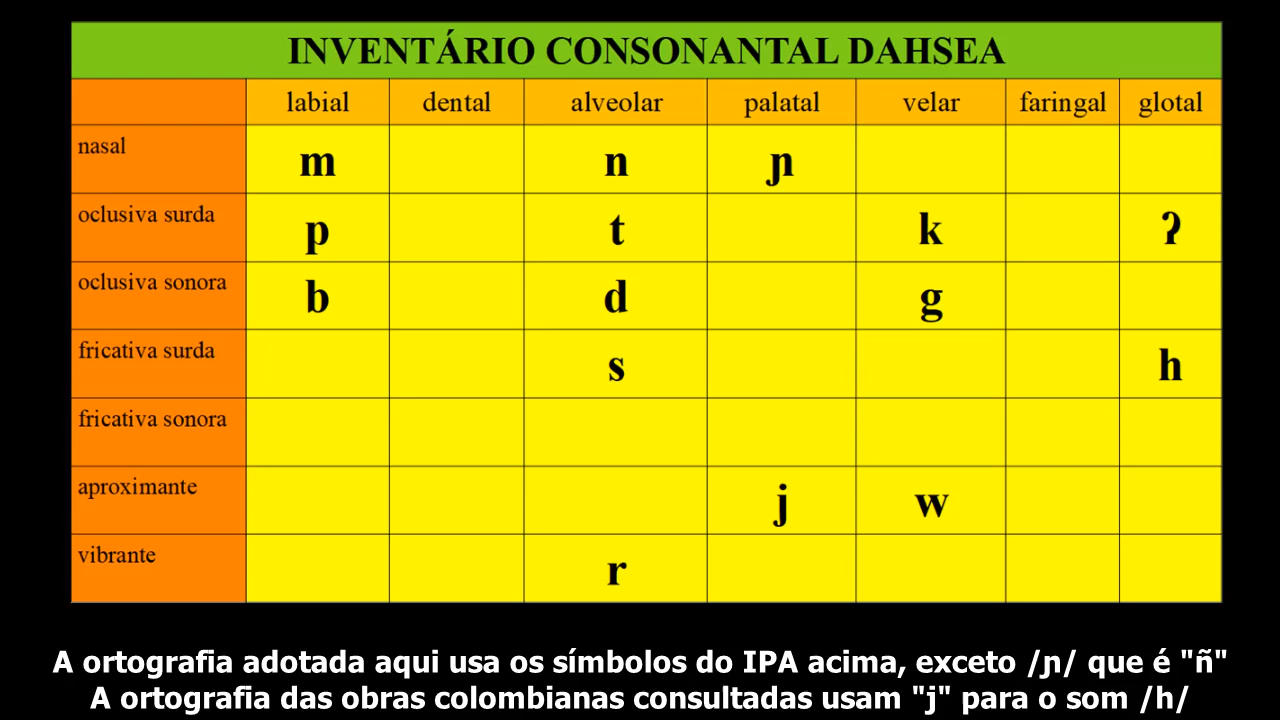 INVENTÁRIO CONSONANTAL DAHSEA
labial dental alveolar palatal velar faringal glotal
nasal m n ɲ
oclusiva surda p t k ʔ
oclusiva sonora b d g
fricativa surda s h
fricativa sonora
aproximante j w
vibrante r
A ortografia adotada aqui usa os símbolos do IPA acima, exceto /ɲ/ que é "ñ"
A ortografia das obras colombianas consultadas usam "j" para o som /h/